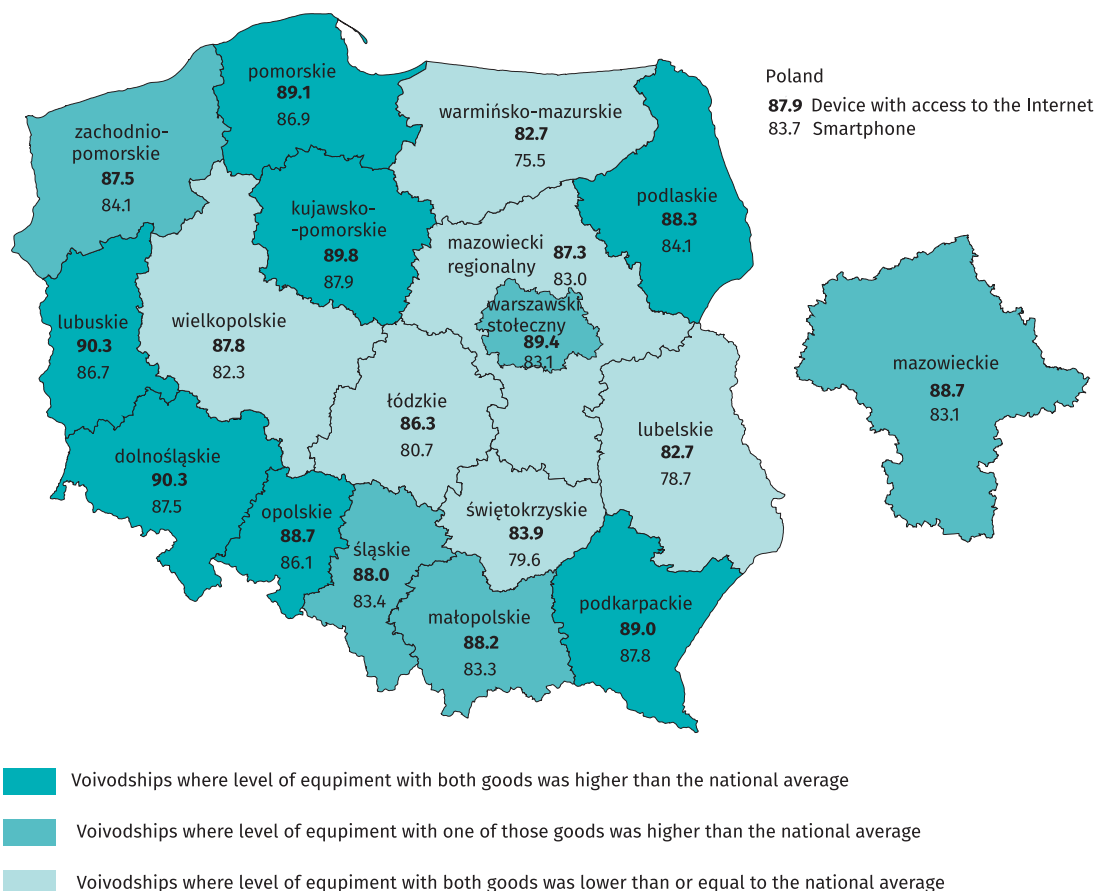 Poland
87.9 Device with access to the Internet
83.7 Smartphone
pomorskie
89.1
86.9
warmińsko-mazurskie
82.7
75.5
zachodnio-
pomorskie
87.5
84.1
podlaskie
88.3
84.1
kujawsko-
-pomorskie
89.8
87.9
mazowiecki
regionalny
87.3
83.0
warszawski
stołeczny
89.4
83.1
lubuskie
90.3
86.7
wielkopolskie
87.8
82.3
mazowieckie
88.7
83.1
łódzkie
86.3
80.7
lubelskie
82.7
78.7
dolnośląskie
90.3
87.5
opolskie
88.7
86.1
świętokrzyskie
83.9
79.6
śląskie
88.0
83.4
małopolskie
88.2
83.3
podkarpackie
89.0
87.8
Voivodships where level of equpiment with both goods was higher than the national average
Voivodships where level of equpiment with one of those goods was higher than the national average
Voivodships where level of equpiment with both goods was lower than or equal to the national average